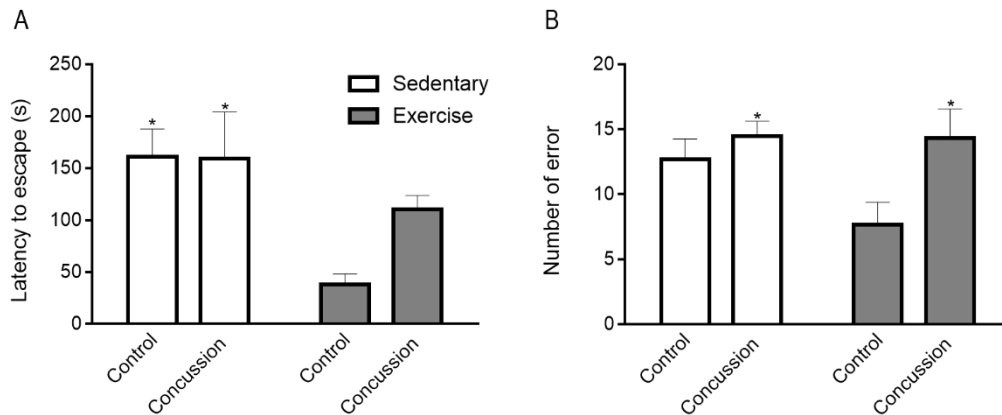 A
Latency to escape (s)
250
200
150
100
50
0
*
*
Sedentary
Exercise
Control
Concussion
Control
Concussion
B
Number of error
20
15
10
5
0
*
*
Control
Concussion
Control
Concussion